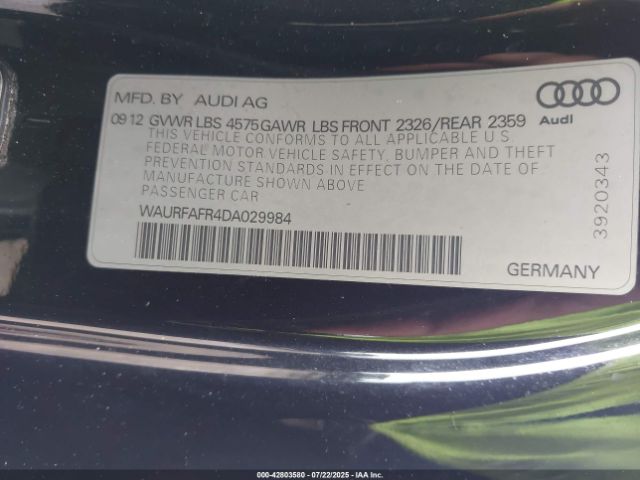 MFD. BY AUDI AG
Audi
09 12 GVWR LBS 4575 GAWR LBS FRONT 2326/REAR 2359
THIS VEHICLE CONFORMS TO ALL APPLICABLE U S
FEDERAL MOTOR VEHICLE SAFETY, BUMPER AND THEFT
PREVENTION STANDARDS IN EFFECT ON THE DATE OF
MANUFACTURE SHOWN ABOVE
PASSENGER CAR
WAURFAFR4DA029984
3920343
GERMANY
000-42803580 - 07/22/2025 - IAA Inc.